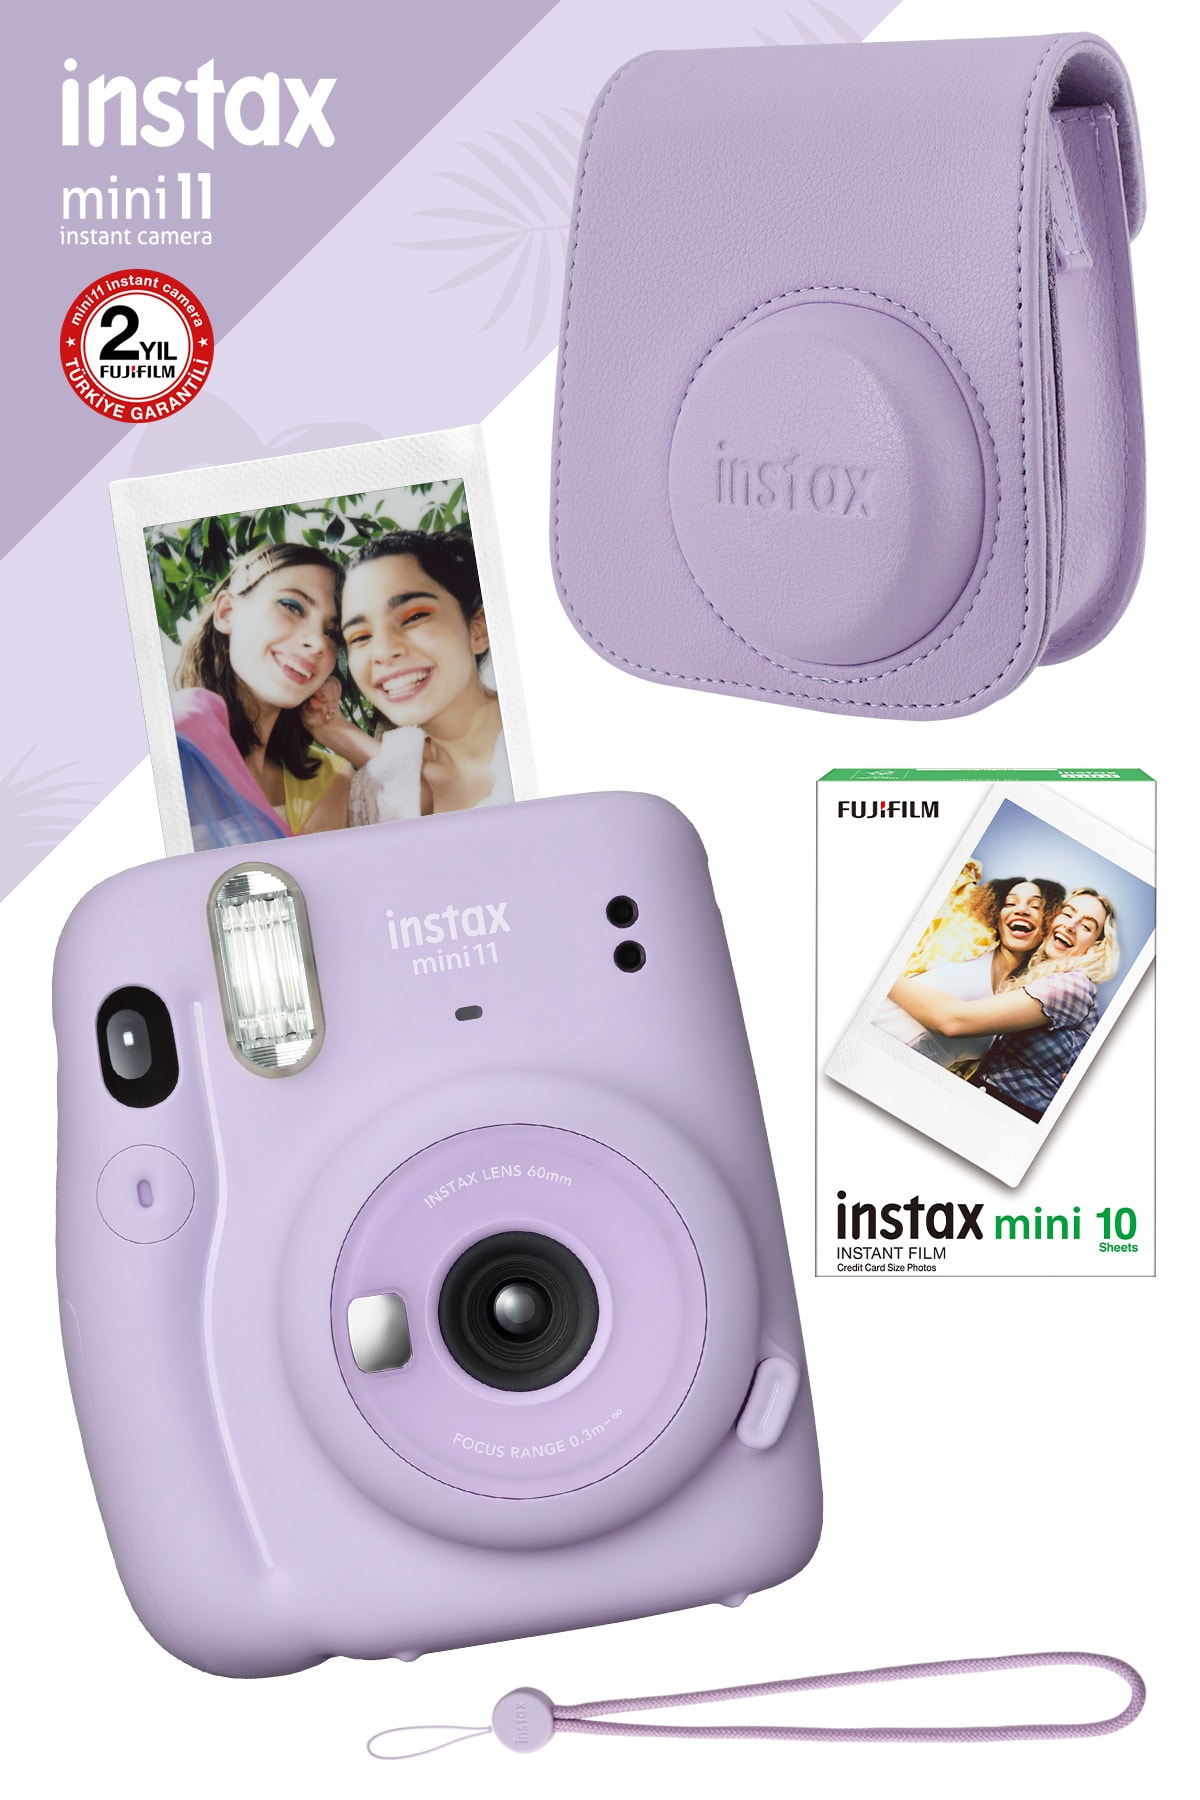 instax
mini 11
instant camera
mini11 instant camera
2 YIL
FUJIFILM
TÜRKİYE GARANTİLİ
instax
instax
mini 11
INSTAX LENS 60mm
FOCUS RANGE 0.3m~∞
instax
FUJIFILM
instax mini 10
Sheets
INSTANT FILM
Credit Card Size Photos
instax